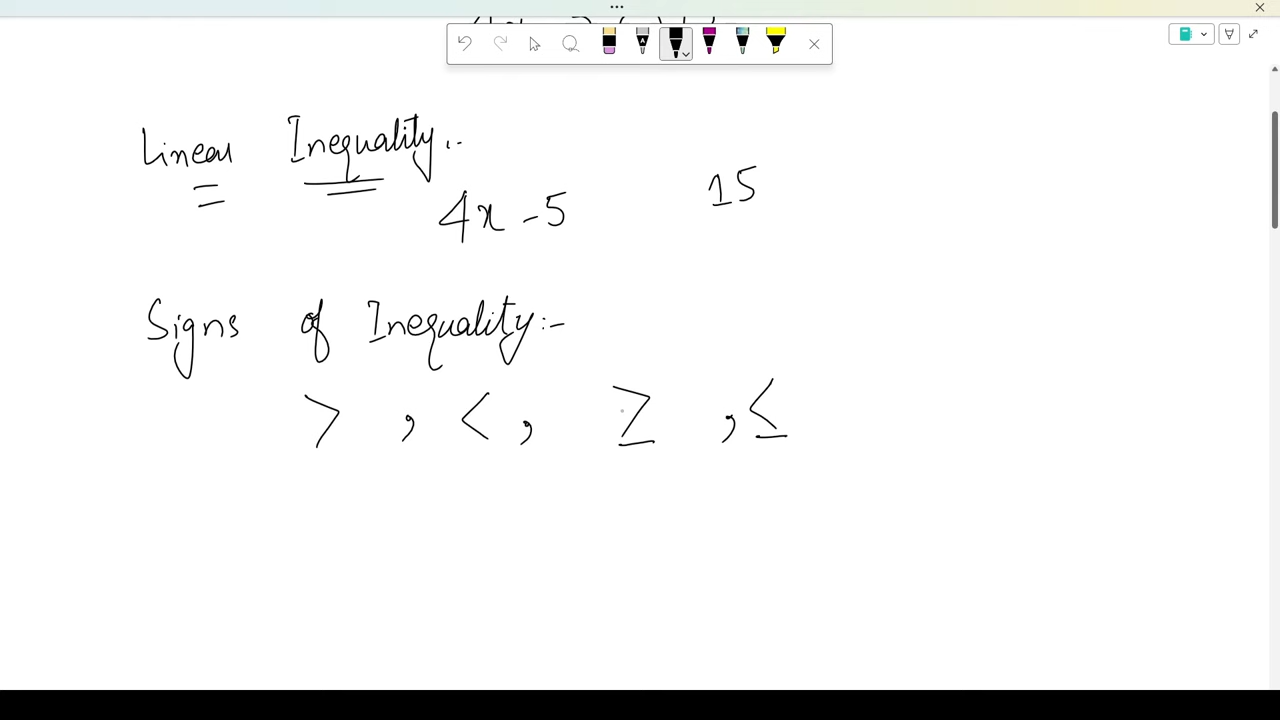 Linear Inequality:-
4x - 5 15
Signs of Inequality:-
> , < , ≥ , ≤